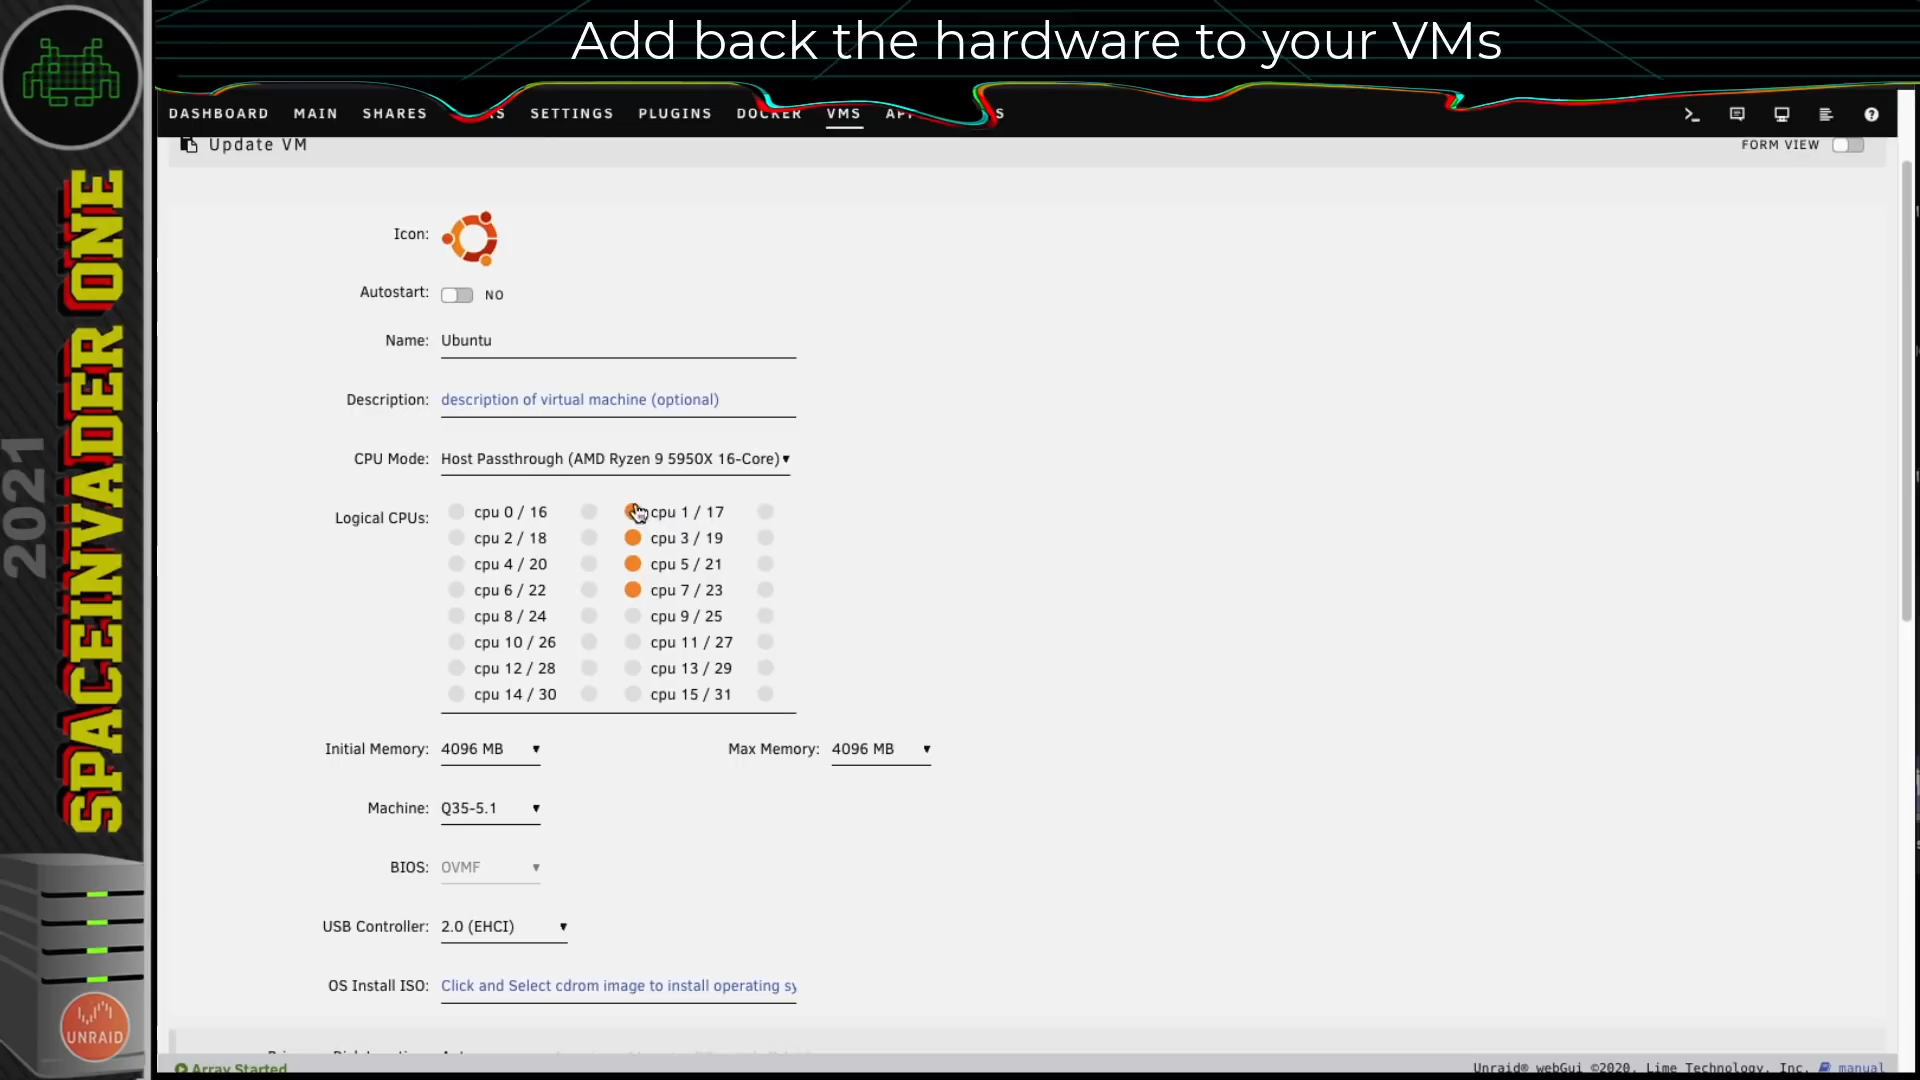 Add back the hardware to your VMs
DASHBOARD MAIN SHARES SETTINGS PLUGINS DOCKER VMS
Update VM
FORM VIEW
Icon:
Autostart: NO
Name: Ubuntu
Description: description of virtual machine (optional)
CPU Mode: Host Passthrough (AMD Ryzen 9 5950X 16-Core)
Logical CPUs: cpu 0 / 16 cpu 1 / 17
cpu 2 / 18 cpu 3 / 19
cpu 4 / 20 cpu 5 / 21
cpu 6 / 22 cpu 7 / 23
cpu 8 / 24 cpu 9 / 25
cpu 10 / 26 cpu 11 / 27
cpu 12 / 28 cpu 13 / 29
cpu 14 / 30 cpu 15 / 31
Initial Memory: 4096 MB Max Memory: 4096 MB
Machine: Q35-5.1
BIOS: OVMF
USB Controller: 2.0 (EHCI)
OS Install ISO: Click and Select cdrom image to install operating sy
Array Started
Unraid® webGui ©2020, Lime Technology, Inc. manual
2021
SPACEINVADER ONE
UNRAID